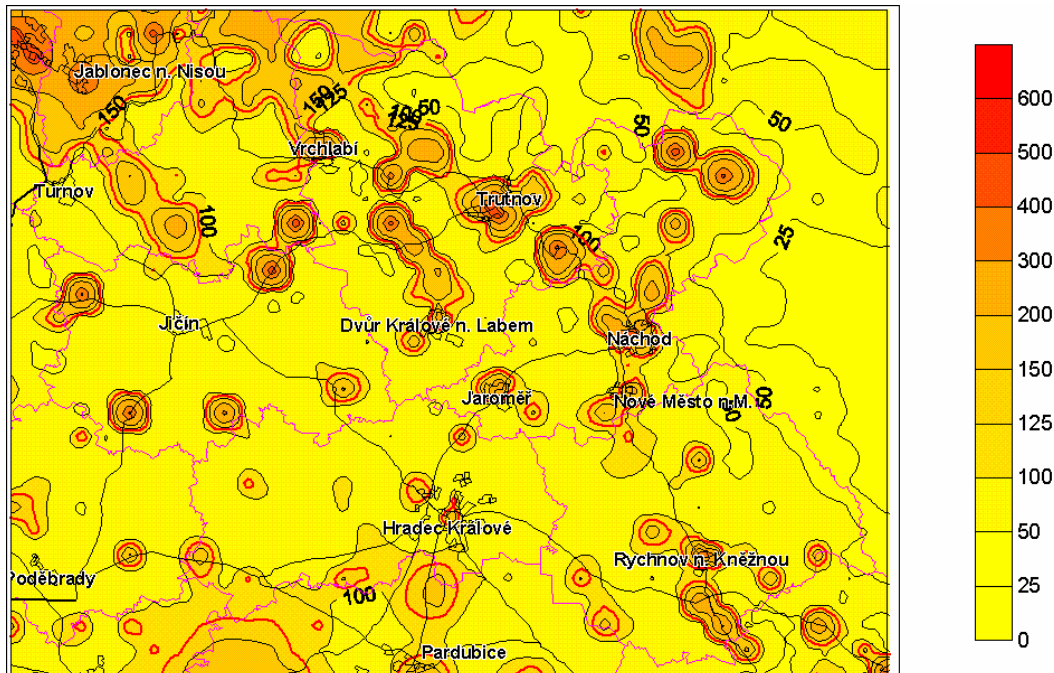 600
500
400
300
200
150
125
100
50
25
0
Jablonec n. Nisou
150
150
125
50
125
50
50
Vrchlabí
Turnov
Trutnov
100
100
25
Jičín
Dvůr Králové n. Labem
Náchod
Jaroměř
Nové Město n.M.
50
Hradec Králové
Rychnov n. Kněžnou
Poděbrady
100
Pardubice